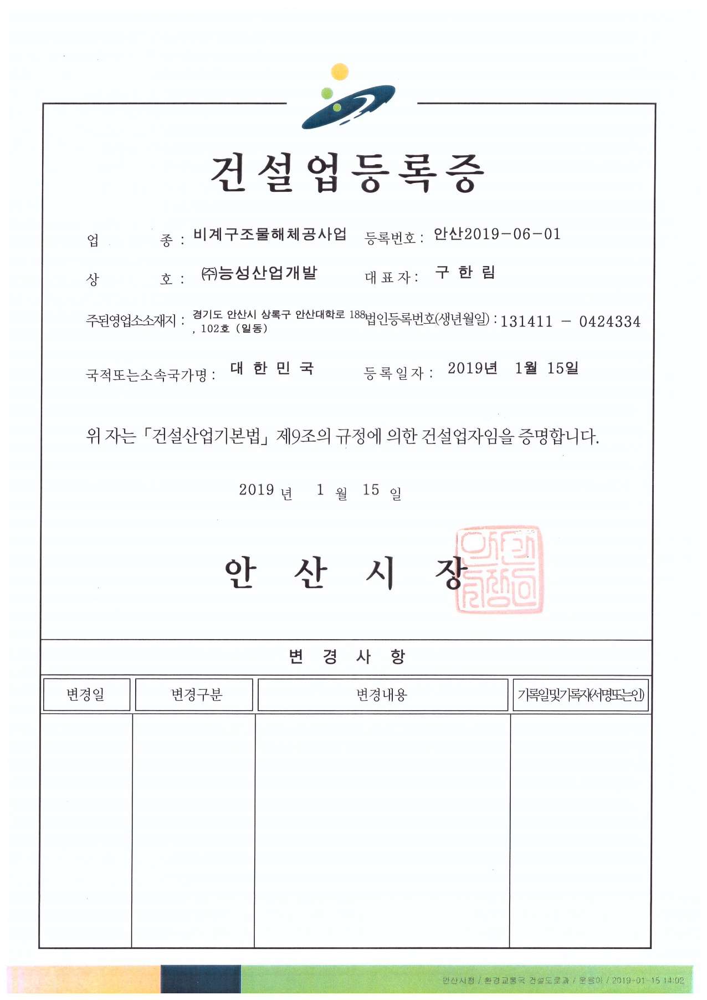 건설업등록증
업 종 : 비계구조물해체공사업 등록번호 : 안산2019-06-01
상 호 : ㈜능성산업개발 대표자 : 구 한 림
주된영업소소재지 : 경기도 안산시 상록구 안산대학로 188 법인등록번호(생년월일) : 131411 - 0424334
, 102호 (일동)
국적또는소속국가명 : 대 한 민 국 등록일자 : 2019년 1월 15일
위 자는 「건설산업기본법」 제9조의 규정에 의한 건설업자임을 증명합니다.
2019 년 1 월 15 일
안 산 시 장
변 경 사 항
변경일 변경구분 변경내용 기록일및기록자(서명또는인)
안산시청 / 환경교통국 건설도로과 / 2019-01-15 14:02